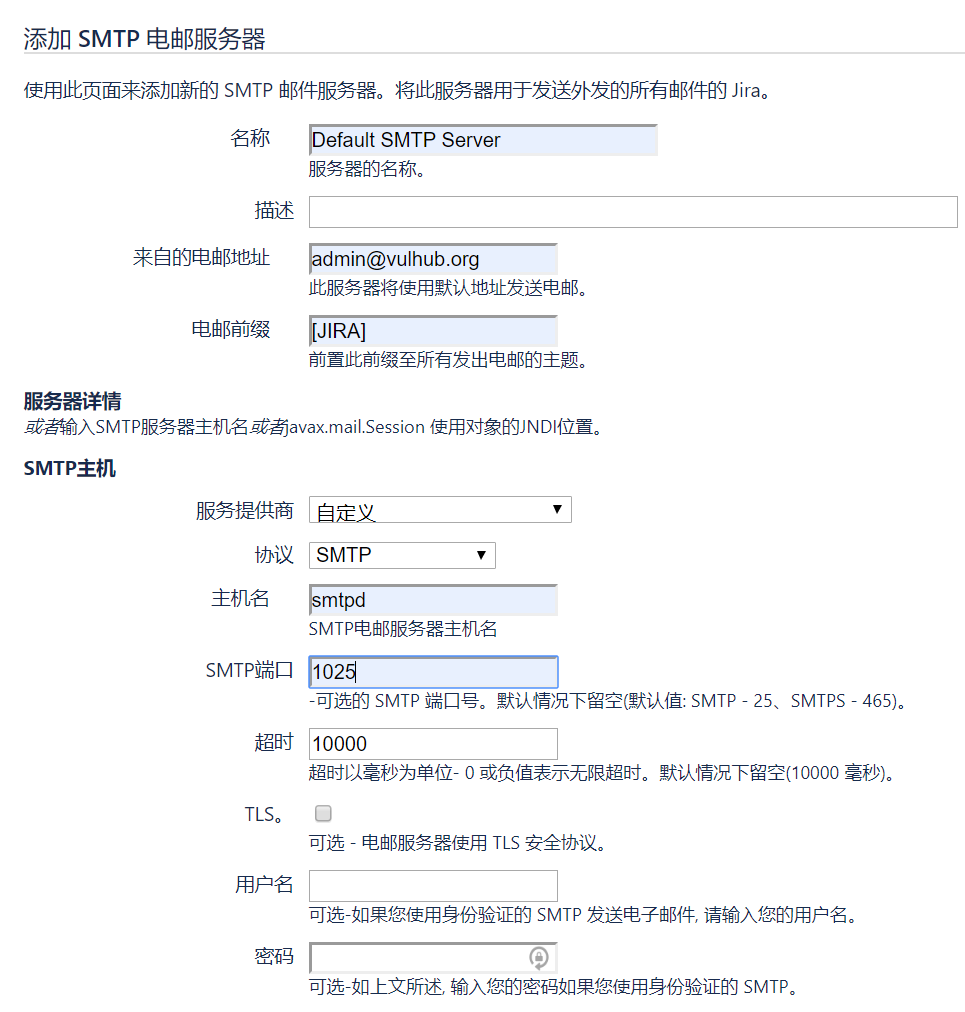 添加 SMTP 电邮服务器
使用此页面来添加新的 SMTP 邮件服务器。将此服务器用于发送外发的所有邮件的 Jira。
名称 Default SMTP Server
服务器的名称。
描述
来自的电邮地址 admin@vulhub.org
此服务器将使用默认地址发送电邮。
电邮前缀 [JIRA]
前置此前缀至所有发出电邮的主题。
服务器详情
或者输入SMTP服务器主机名或者javax.mail.Session 使用对象的JNDI位置。
SMTP主机
服务提供商 自定义
协议 SMTP
主机名 smtpd
SMTP电邮服务器主机名
SMTP端口 1025
-可选的 SMTP 端口号。默认情况下留空(默认值: SMTP - 25、SMTPS - 465)。
超时 10000
超时以毫秒为单位- 0 或负值表示无限超时。默认情况下留空(10000 毫秒)。
TLS。
可选 - 电邮服务器使用 TLS 安全协议。
用户名
可选-如果您使用身份验证的 SMTP 发送电子邮件, 请输入您的用户名。
密码
可选-如上文所述, 输入您的密码如果您使用身份验证的 SMTP。